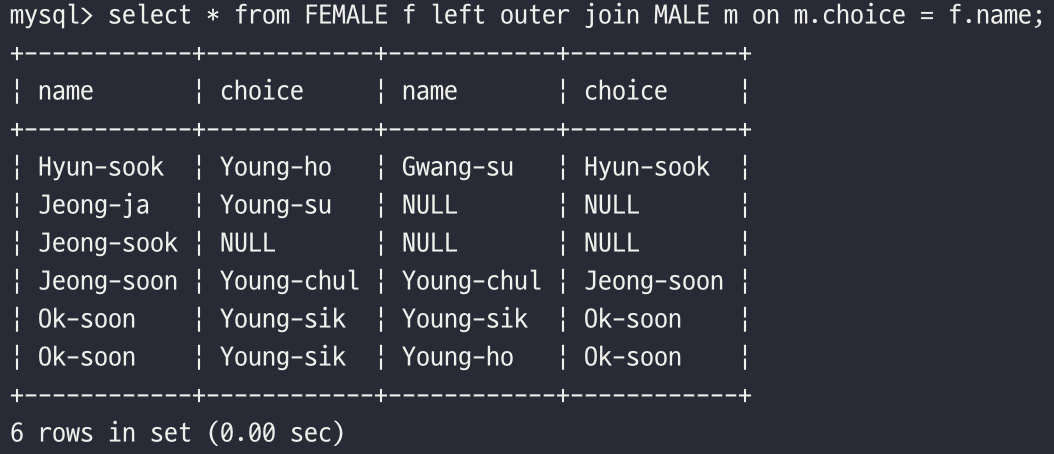 mysql> select * from FEMALE f left outer join MALE m on m.choice = f.name;
+------------+------------+------------+------------+
¦ name       ¦ choice     ¦ name       ¦ choice     ¦
+------------+------------+------------+------------+
¦ Hyun-sook  ¦ Young-ho   ¦ Gwang-su   ¦ Hyun-sook  ¦
¦ Jeong-ja   ¦ Young-su   ¦ NULL       ¦ NULL       ¦
¦ Jeong-sook ¦ NULL       ¦ NULL       ¦ NULL       ¦
¦ Jeong-soon ¦ Young-chul ¦ Young-chul ¦ Jeong-soon ¦
¦ Ok-soon    ¦ Young-sik  ¦ Young-sik  ¦ Ok-soon    ¦
¦ Ok-soon    ¦ Young-sik  ¦ Young-ho   ¦ Ok-soon    ¦
+------------+------------+------------+------------+
6 rows in set (0.00 sec)